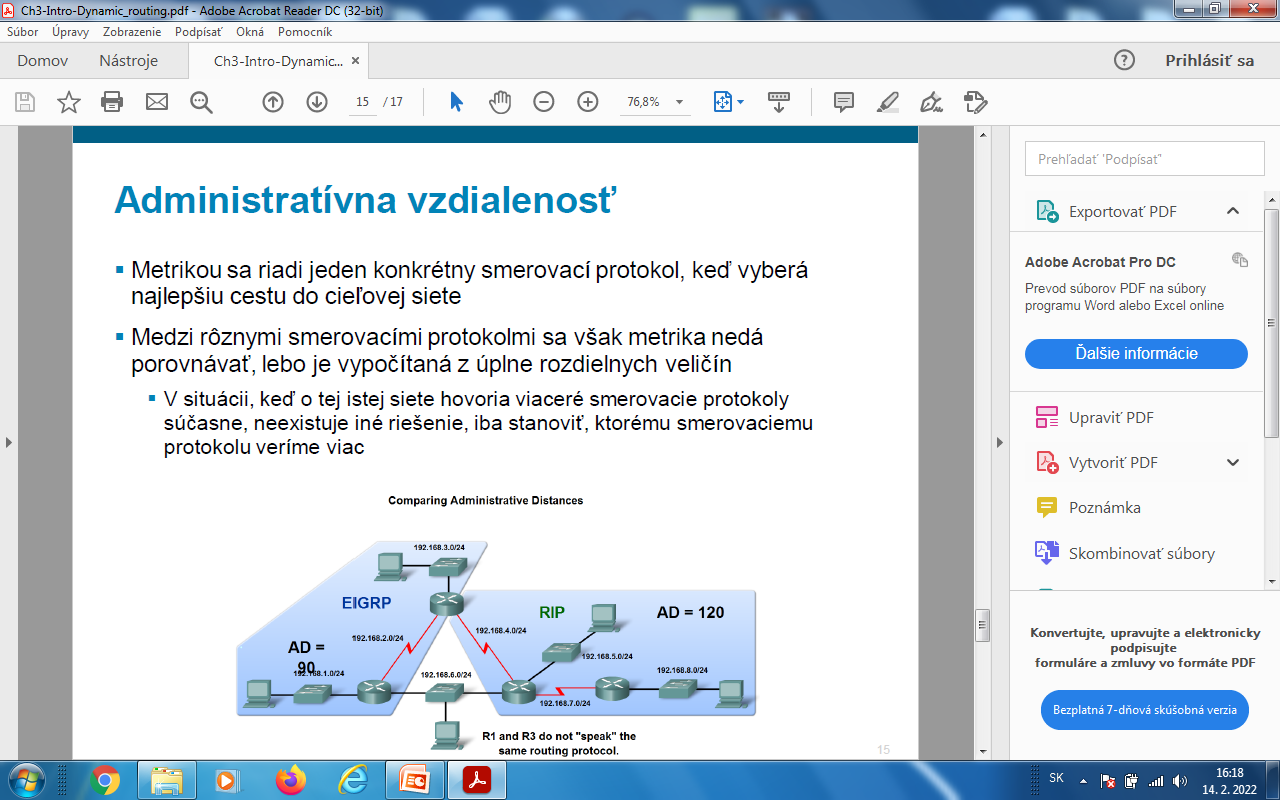 Ch3-Intro-Dynamic_routing.pdf - Adobe Acrobat Reader DC (32-bit)
Súbor Úpravy Zobrazenie Podpísať Okná Pomocník
Domov Nástroje Ch3-Intro-Dynamic... × Prihlásiť sa
15 / 17 76,8%
Administratívna vzdialenosť
Metrikou sa riadi jeden konkrétny smerovací protokol, keď vyberá
najlepšiu cestu do cieľovej siete
Medzi rôznymi smerovacími protokolmi sa však metrika nedá
porovnávať, lebo je vypočítaná z úplne rozdielnych veličín
V situácii, keď o tej istej siete hovoria viaceré smerovacie protokoly
súčasne, neexistuje iné riešenie, iba stanoviť, ktorému smerovaciemu
protokolu veríme viac
Comparing Administrative Distances
192.168.3.0/24
EIGRP
RIP
AD = 120
192.168.2.0/24
192.168.4.0/24
AD =
90
192.168.1.0/24
192.168.6.0/24
192.168.5.0/24
192.168.8.0/24
192.168.7.0/24
R1 and R3 do not "speak" the
same routing protocol.
15
Prehľadať 'Podpísať'
Exportovať PDF
Adobe Acrobat Pro DC
Prevod súborov PDF na súbory
programu Word alebo Excel online
Ďalšie informácie
Upraviť PDF
Vytvoriť PDF
Poznámka
Skombinovať súbory
Konvertujte, upravujte a elektronicky
podpisujte
formuláre a zmluvy vo formáte PDF
Bezplatná 7-dňová skúšobná verzia
SK
16:18
14. 2. 2022